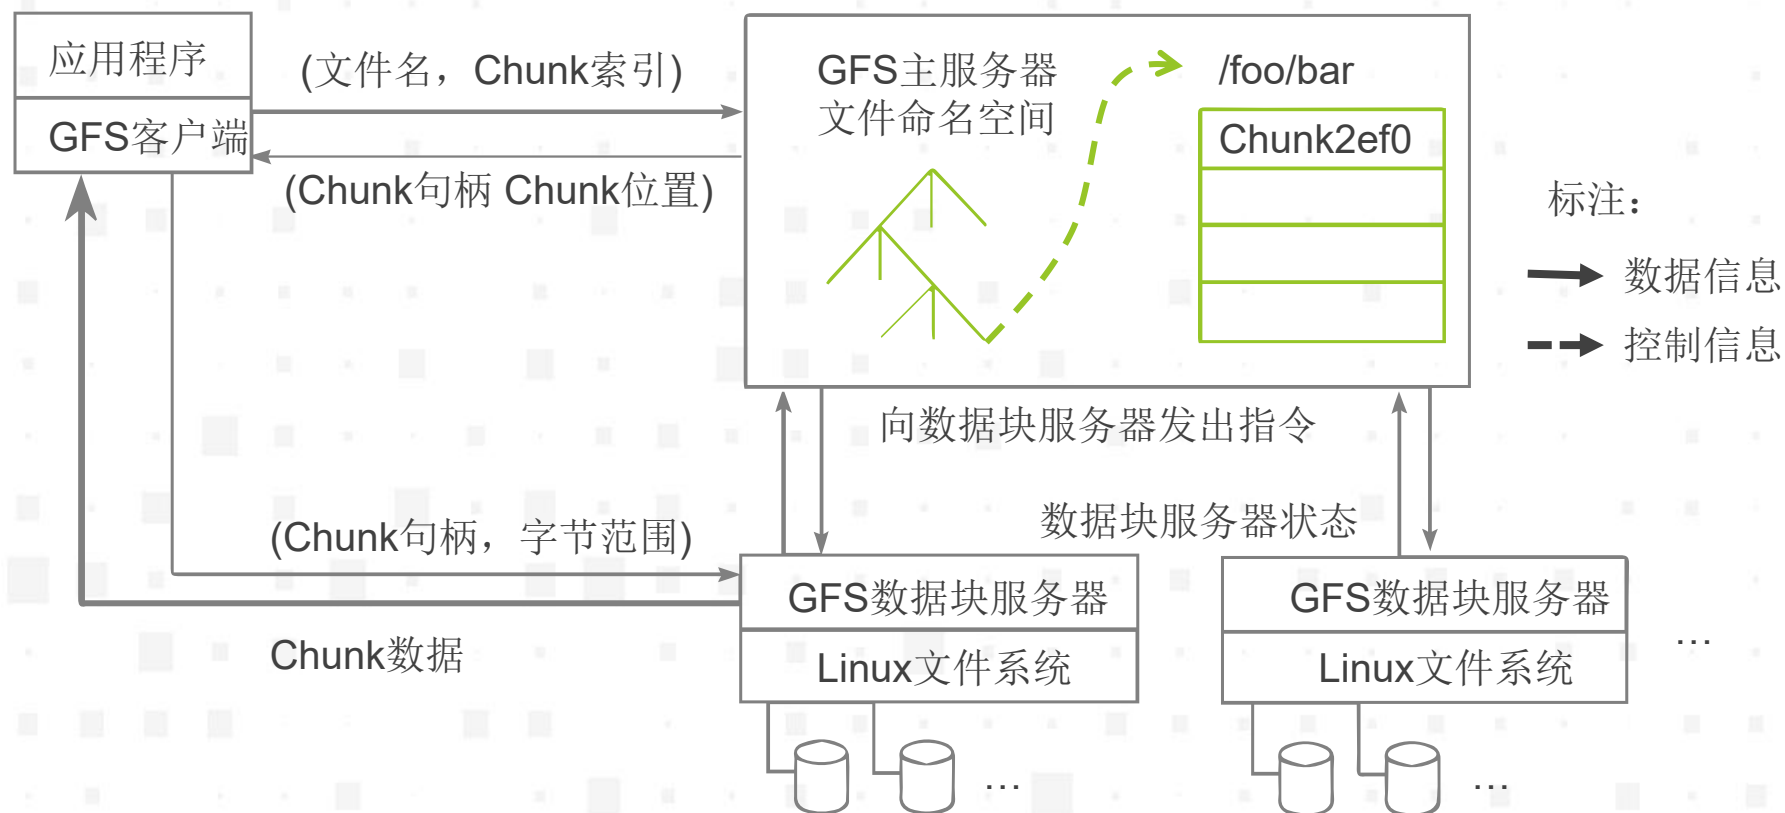 应用程序
GFS客户端
(文件名，Chunk索引)
(Chunk句柄 Chunk位置)
GFS主服务器
文件命名空间
/foo/bar
Chunk2ef0
标注：
数据信息
控制信息
向数据块服务器发出指令
数据块服务器状态
(Chunk句柄，字节范围)
Chunk数据
GFS数据块服务器
Linux文件系统
…
GFS数据块服务器
Linux文件系统
…
…